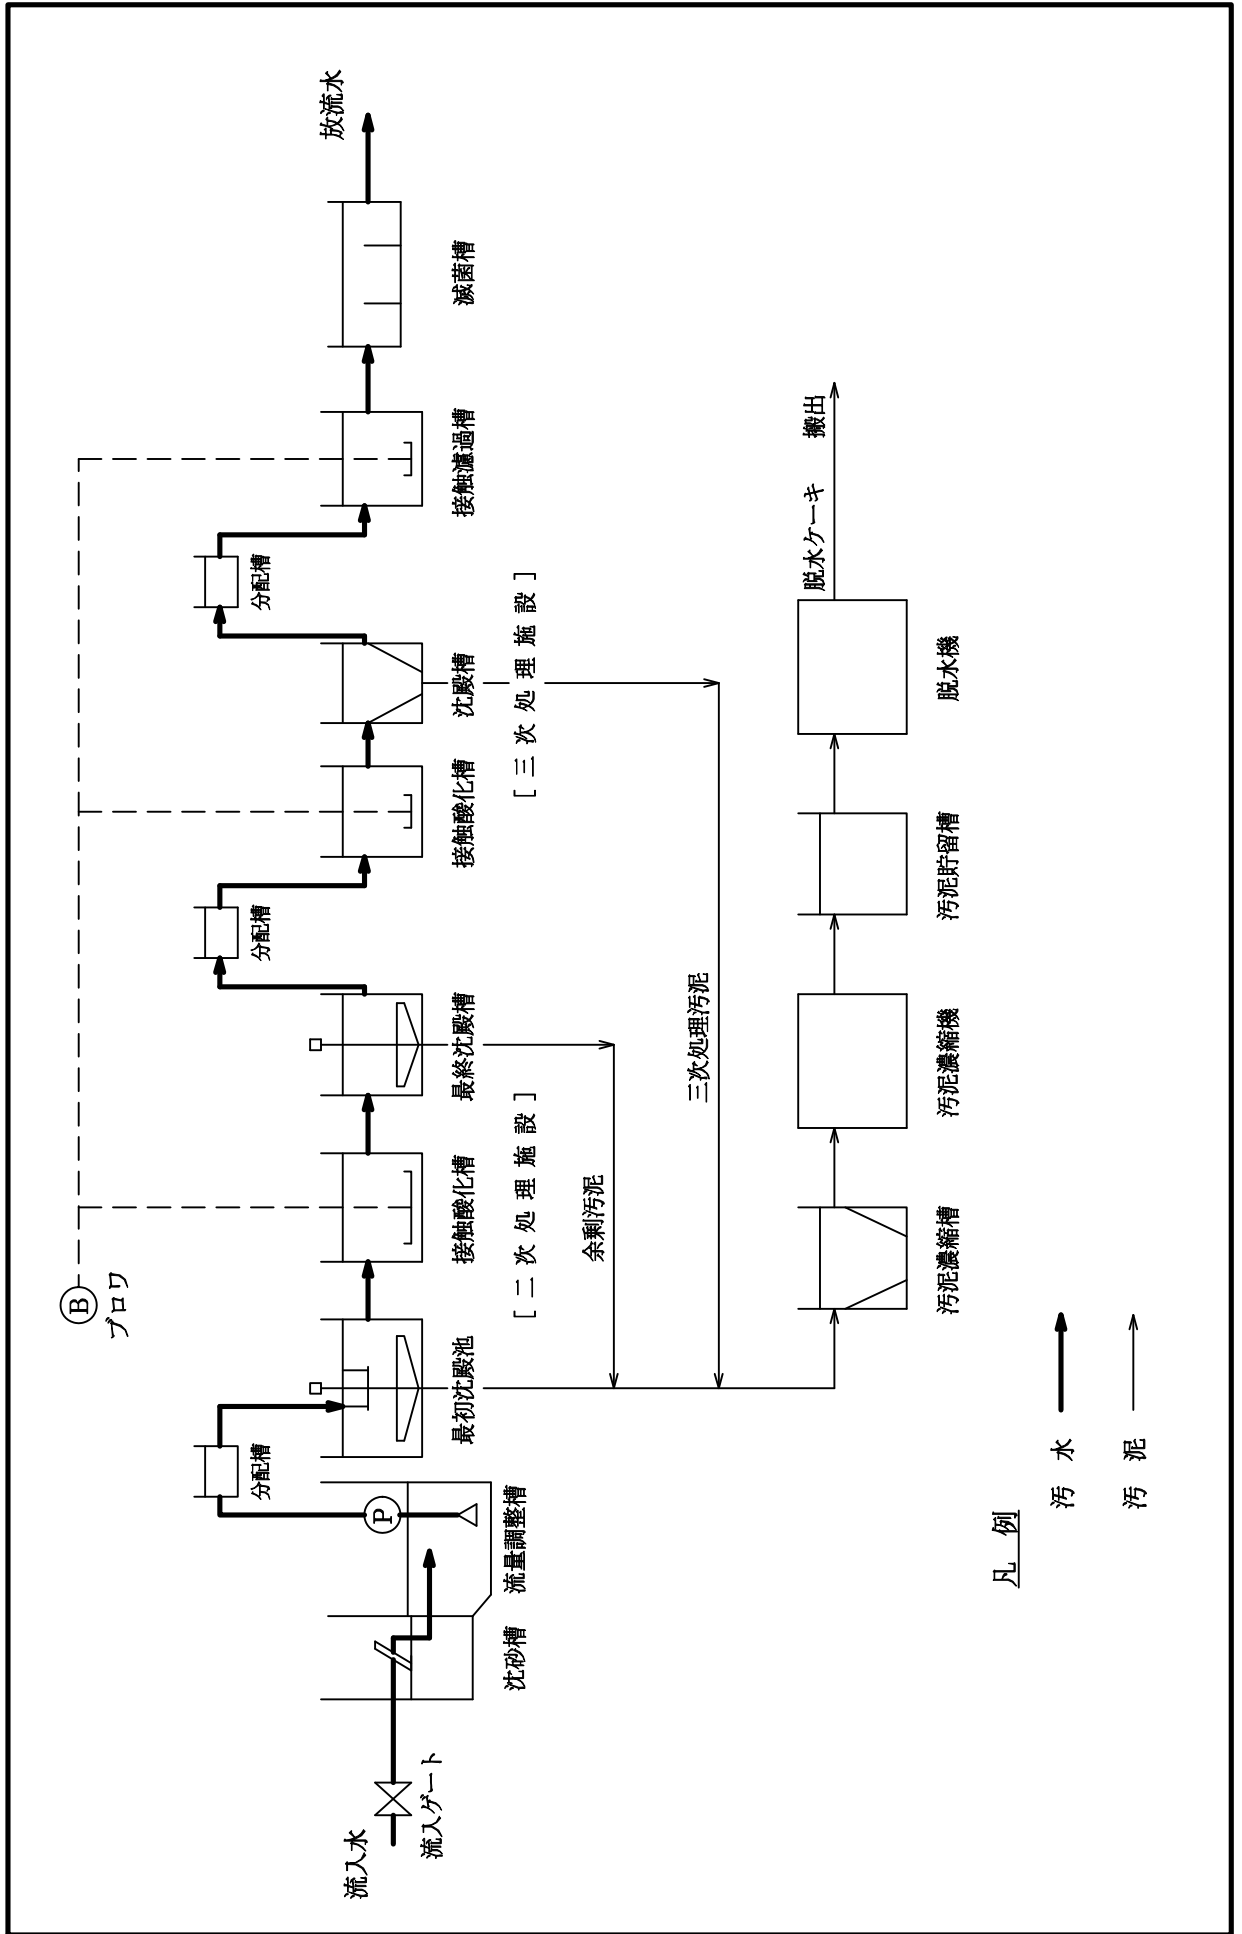 流入水
流入ゲート
沈砂槽
流量調整槽
P
分配槽
最初沈殿池
接触酸化槽
最終沈殿槽
[二次処理施設]
分配槽
接触酸化槽
沈殿槽
[三次処理施設]
分配槽
接触濾過槽
滅菌槽
放流水
B
ブロワ
余剰汚泥
三次処理汚泥
汚泥濃縮槽
汚泥濃縮機
汚泥貯留槽
脱水機
脱水ケーキ 搬出
凡 例
汚 水
汚 泥